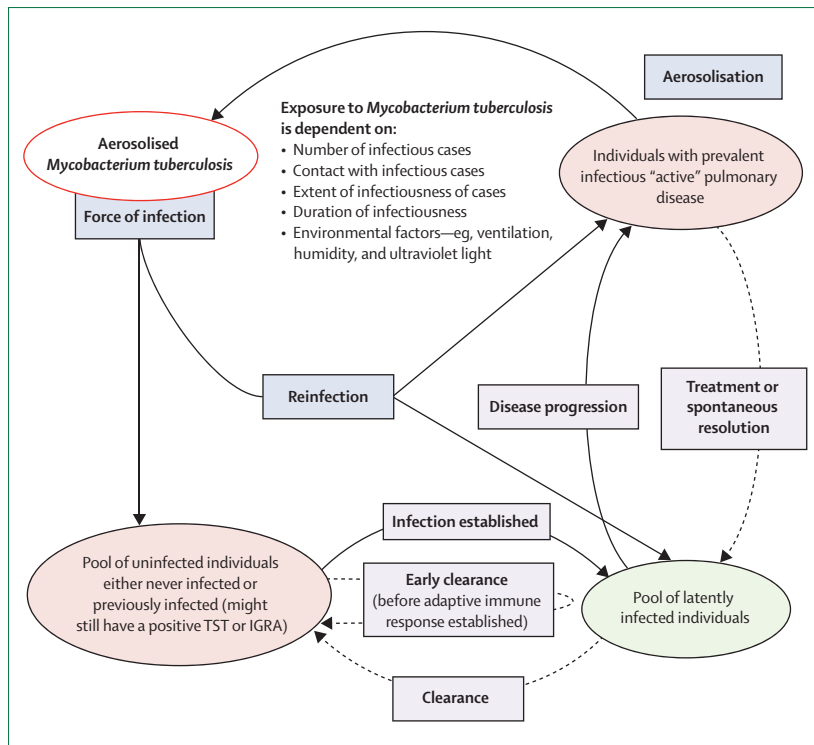 Aerosolisation
Aerosolised
Mycobacterium tuberculosis
Force of infection
Exposure to Mycobacterium tuberculosis
is dependent on:
• Number of infectious cases
• Contact with infectious cases
• Extent of infectiousness of cases
• Duration of infectiousness
• Environmental factors—eg, ventilation,
humidity, and ultraviolet light
Individuals with prevalent
infectious “active” pulmonary
disease
Reinfection
Disease progression
Treatment or
spontaneous
resolution
Infection established
Pool of uninfected individuals
either never infected or
previously infected (might
still have a positive TST or IGRA)
Early clearance
(before adaptive immune
response established)
Pool of latently
infected individuals
Clearance